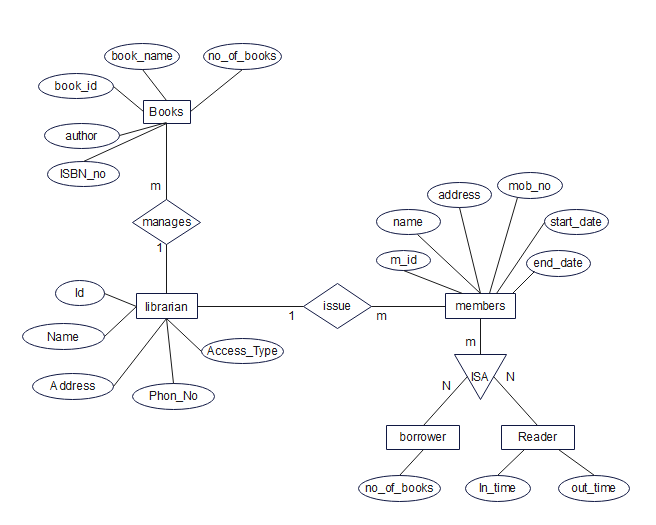 book_name
no_of_books
book_id
Books
author
ISBN_no
m
manages
1
address
mob_no
name
start_date
m_id
end_date
Id
librarian
1
issue
m
members
Name
Access_Type
m
Address
Phon_No
ISA
N
N
borrower
Reader
no_of_books
In_time
out_time